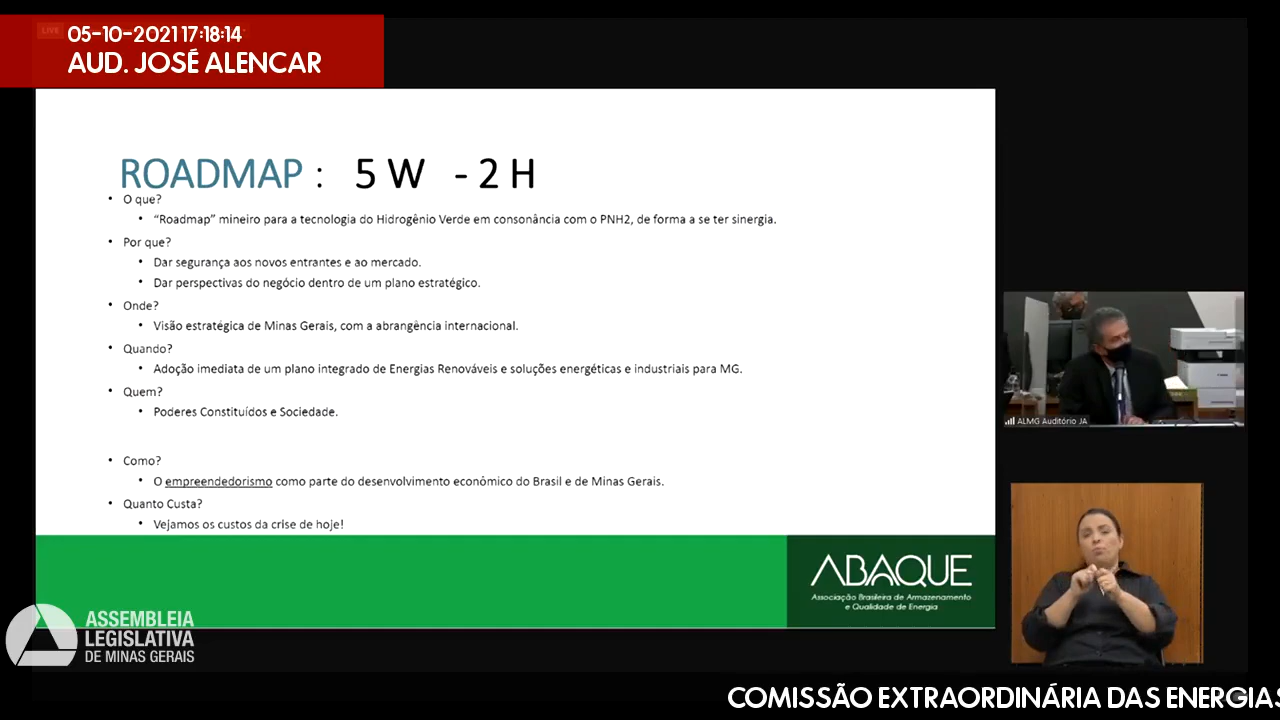 LIVE
05-10-2021 17:18:14
AUD. JOSÉ ALENCAR
ROADMAP : 5 W - 2 H
• O que?
• “Roadmap” mineiro para a tecnologia do Hidrogênio Verde em consonância com o PNH2, de forma a se ter sinergia.
• Por que?
• Dar segurança aos novos entrantes e ao mercado.
• Dar perspectivas do negócio dentro de um plano estratégico.
• Onde?
• Visão estratégica de Minas Gerais, com a abrangência internacional.
• Quando?
• Adoção imediata de um plano integrado de Energias Renováveis e soluções energéticas e industriais para MG.
• Quem?
• Poderes Constituídos e Sociedade.
• Como?
• O empreendedorismo como parte do desenvolvimento econômico do Brasil e de Minas Gerais.
• Quanto Custa?
• Vejamos os custos da crise de hoje!
ABAQUE
Associação Brasileira de Armazenamento
e Qualidade de Energia
ALMG Auditório JA
ASSEMBLEIA
LEGISLATIVA
DE MINAS GERAIS
COMISSÃO EXTRAORDINÁRIA DAS ENERGIAS